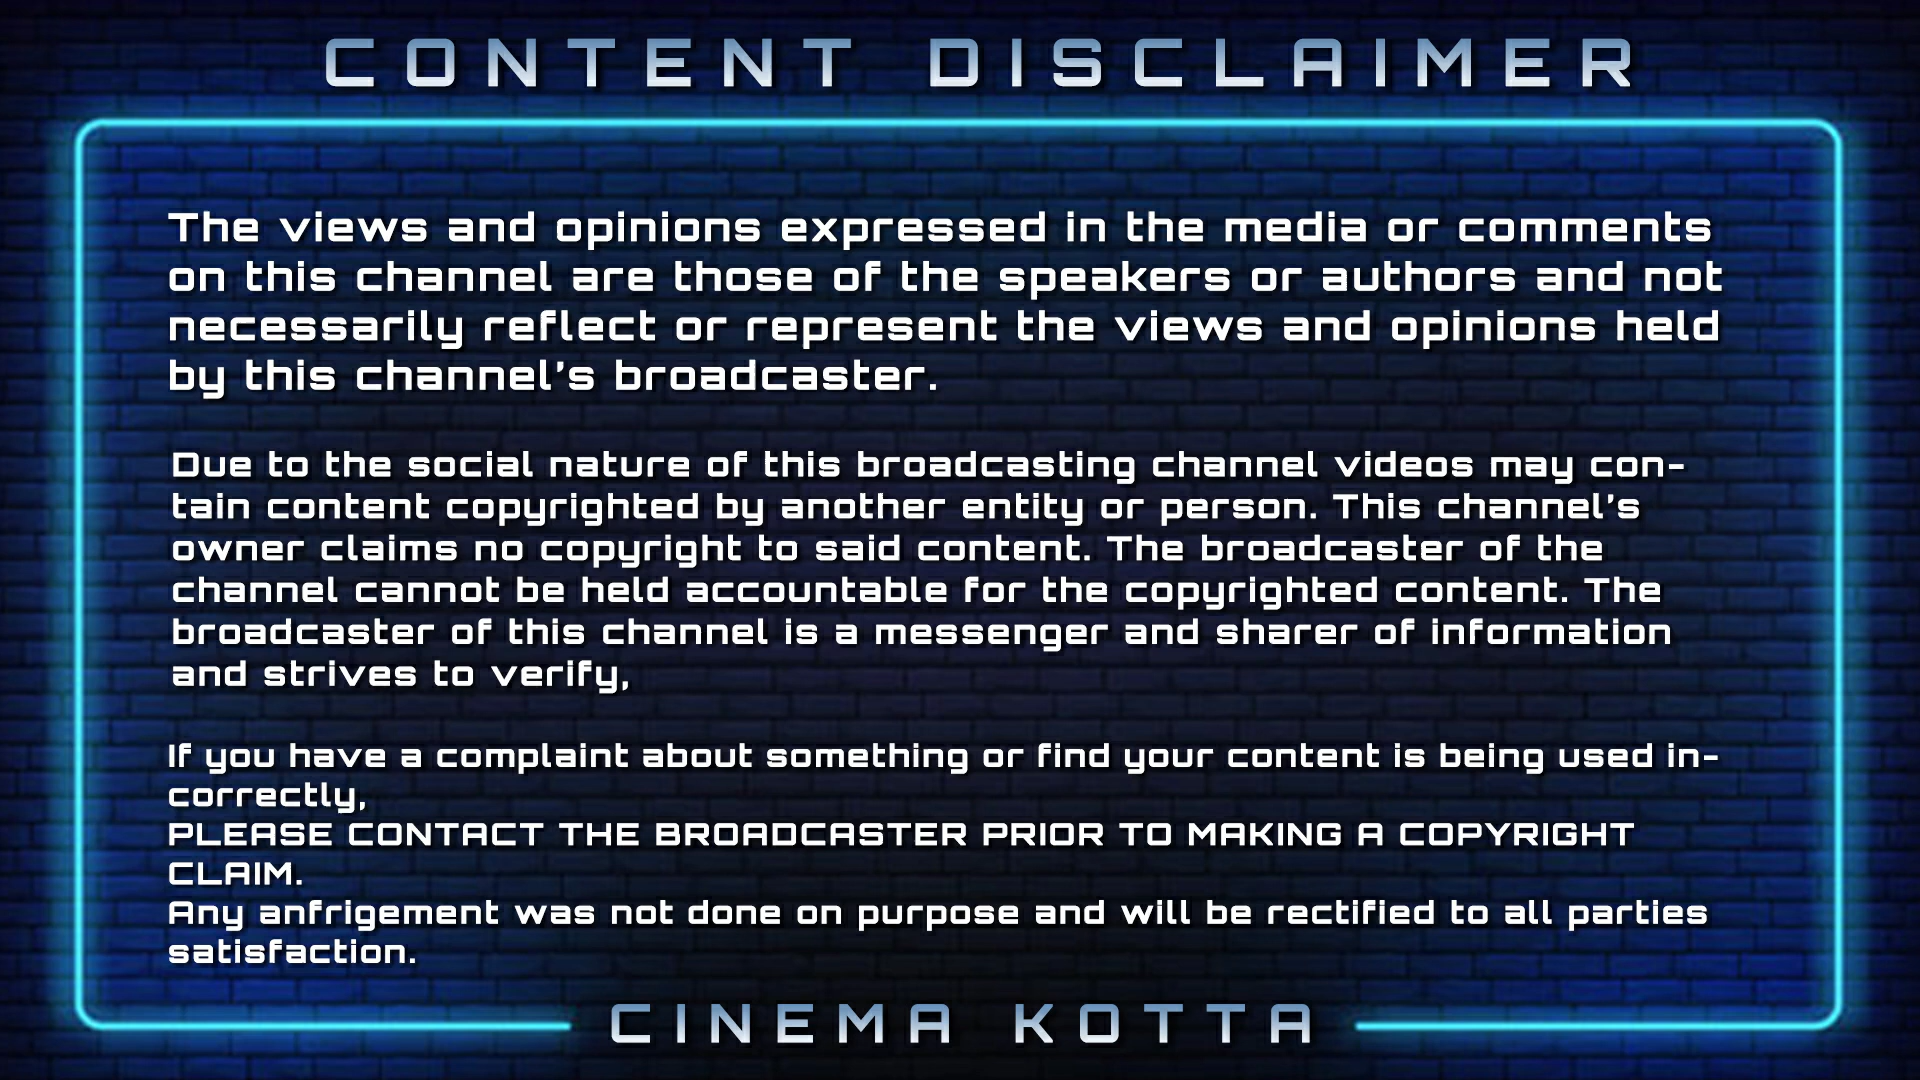 CONTENT DISCLAIMER
The views and opinions expressed in the media or comments
on this channel are those of the speakers or authors and not
necessarily reflect or represent the views and opinions held
by this channel's broadcaster.
Due to the social nature of this broadcasting channel videos may con-
tain content copyrighted by another entity or person. This channel's
owner claims no copyright to said content. The broadcaster of the
channel cannot be held accountable for the copyrighted content. The
broadcaster of this channel is a messenger and sharer of information
and strives to verify,
If you have a complaint about something or find your content is being used in-
correctly,
PLEASE CONTACT THE BROADCASTER PRIOR TO MAKING A COPYRIGHT
CLAIM.
Any anfrigement was not done on purpose and will be rectified to all parties
satisfaction.
CINEMA KOTTA